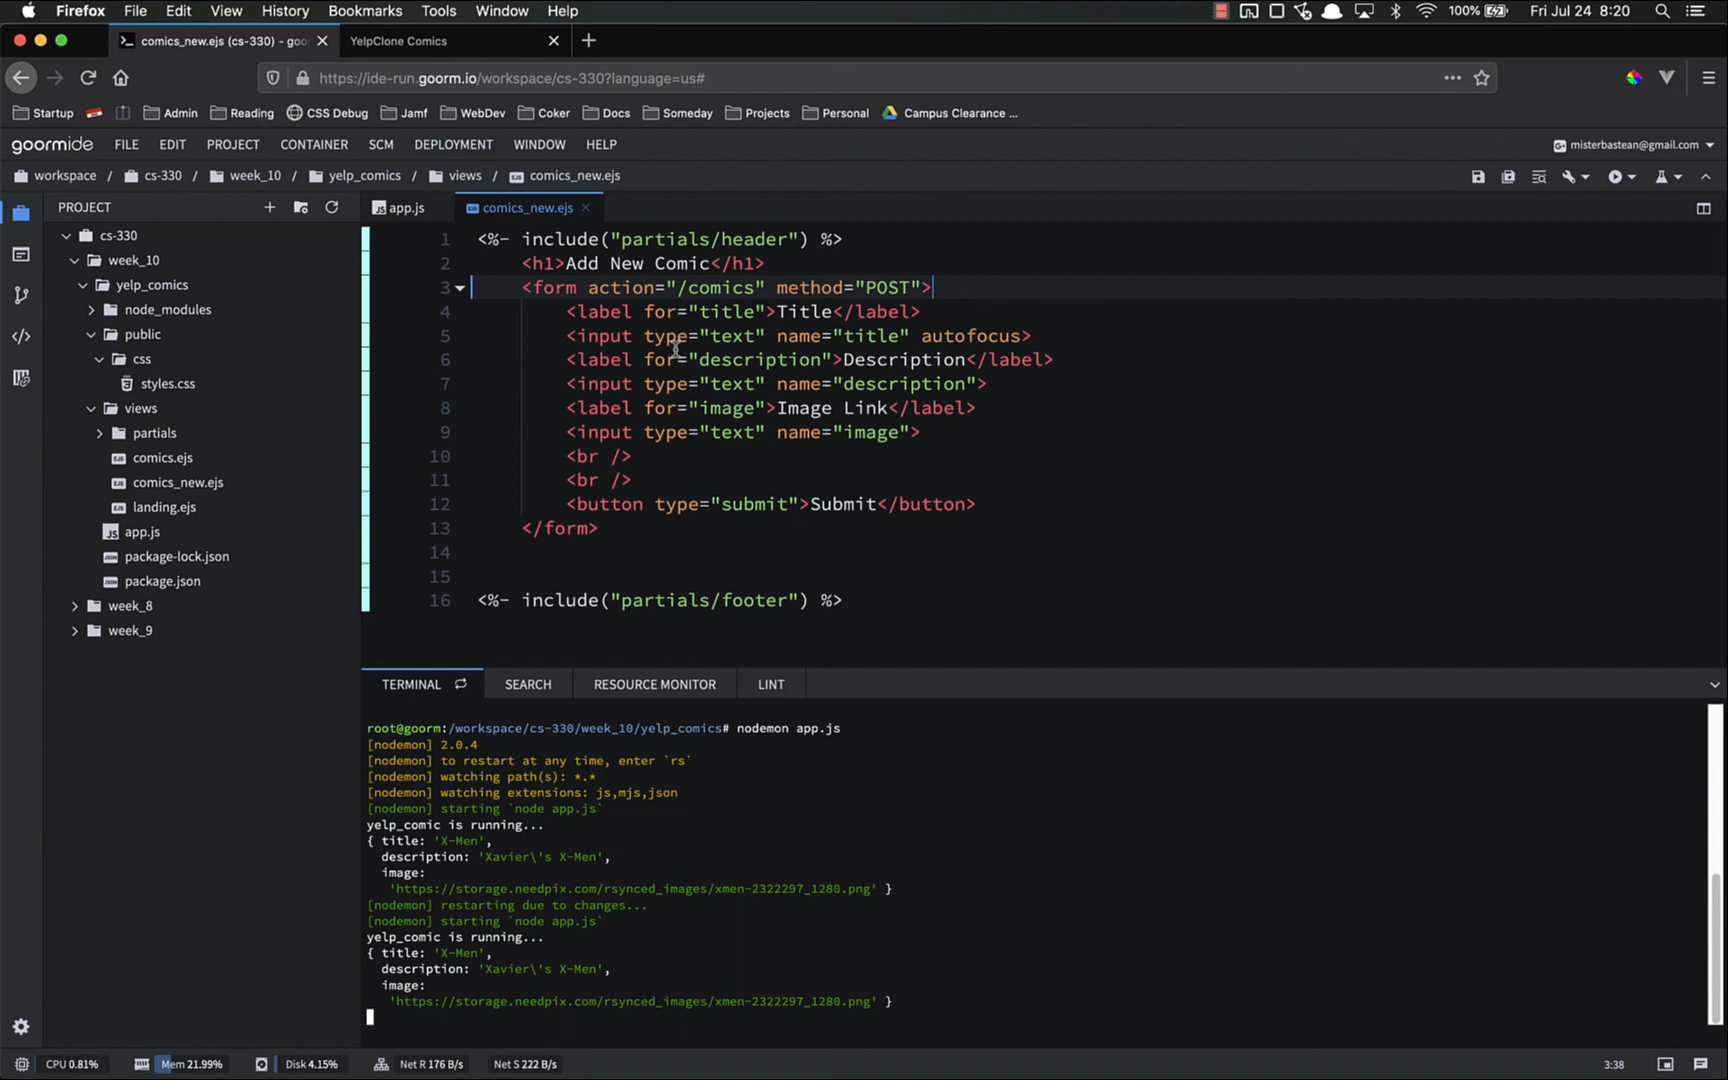 Firefox File Edit View History Bookmarks Tools Window Help 100% Fri Jul 24 8:20
comics_new.ejs (cs-330) - goo YelpClone Comics
https://ide-run.goorm.io/workspace/cs-330?language=us#
Startup Admin Reading CSS Debug Jamf WebDev Coker Docs Someday Projects Personal Campus Clearance ...
goormide FILE EDIT PROJECT CONTAINER SCM DEPLOYMENT WINDOW HELP misterbastean@gmail.com
workspace / cs-330 / week_10 / yelp_comics / views / comics_new.ejs
PROJECT
cs-330
week_10
yelp_comics
node_modules
public
css
styles.css
views
partials
comics.ejs
comics_new.ejs
landing.ejs
app.js
package-lock.json
package.json
week_8
week_9
app.js comics_new.ejs
1 <%- include("partials/header") %>
2 <h1>Add New Comic</h1>
3 <form action="/comics" method="POST">
4 <label for="title">Title</label>
5 <input type="text" name="title" autofocus>
6 <label for="description">Description</label>
7 <input type="text" name="description">
8 <label for="image">Image Link</label>
9 <input type="text" name="image">
10 <br />
11 <br />
12 <button type="submit">Submit</button>
13 </form>
14
15
16 <%- include("partials/footer") %>
TERMINAL SEARCH RESOURCE MONITOR LINT
root@goorm:/workspace/cs-330/week_10/yelp_comics# nodemon app.js
[nodemon] 2.0.4
[nodemon] to restart at any time, enter `rs`
[nodemon] watching path(s): *.*
[nodemon] watching extensions: js,mjs,json
[nodemon] starting `node app.js`
yelp_comic is running...
{ title: 'X-Men',
description: 'Xavier\'s X-Men',
image:
'https://storage.needpix.com/rsynced_images/xmen-2322297_1280.png' }
[nodemon] restarting due to changes...
[nodemon] starting `node app.js`
yelp_comic is running...
{ title: 'X-Men',
description: 'Xavier\'s X-Men',
image:
'https://storage.needpix.com/rsynced_images/xmen-2322297_1280.png' }
CPU 0.81% Mem 21.99% Disk 4.15% Net R 176 B/s Net S 222 B/s 3:38